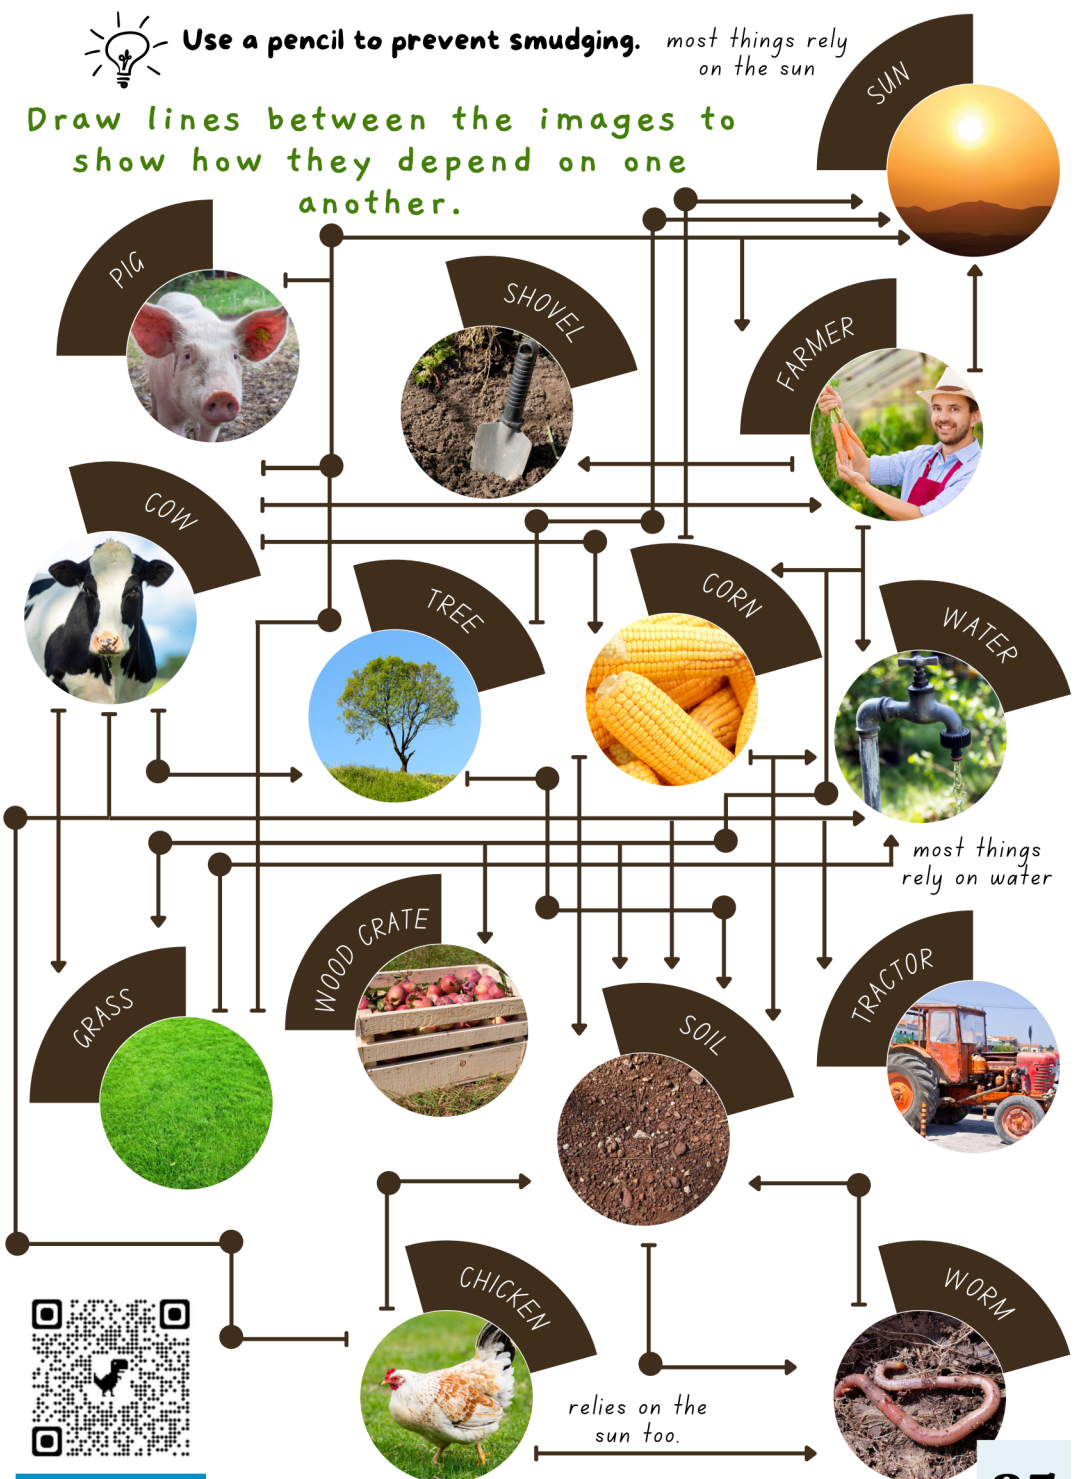 Use a pencil to prevent smudging.
most things rely
on the sun
Draw lines between the images to
show how they depend on one
another.
SUN
PIG
SHOVEL
FARMER
COW
TREE
CORN
WATER
most things
rely on water
GRASS
WOOD CRATE
SOIL
TRACTOR
CHICKEN
WORM
relies on the
sun too.